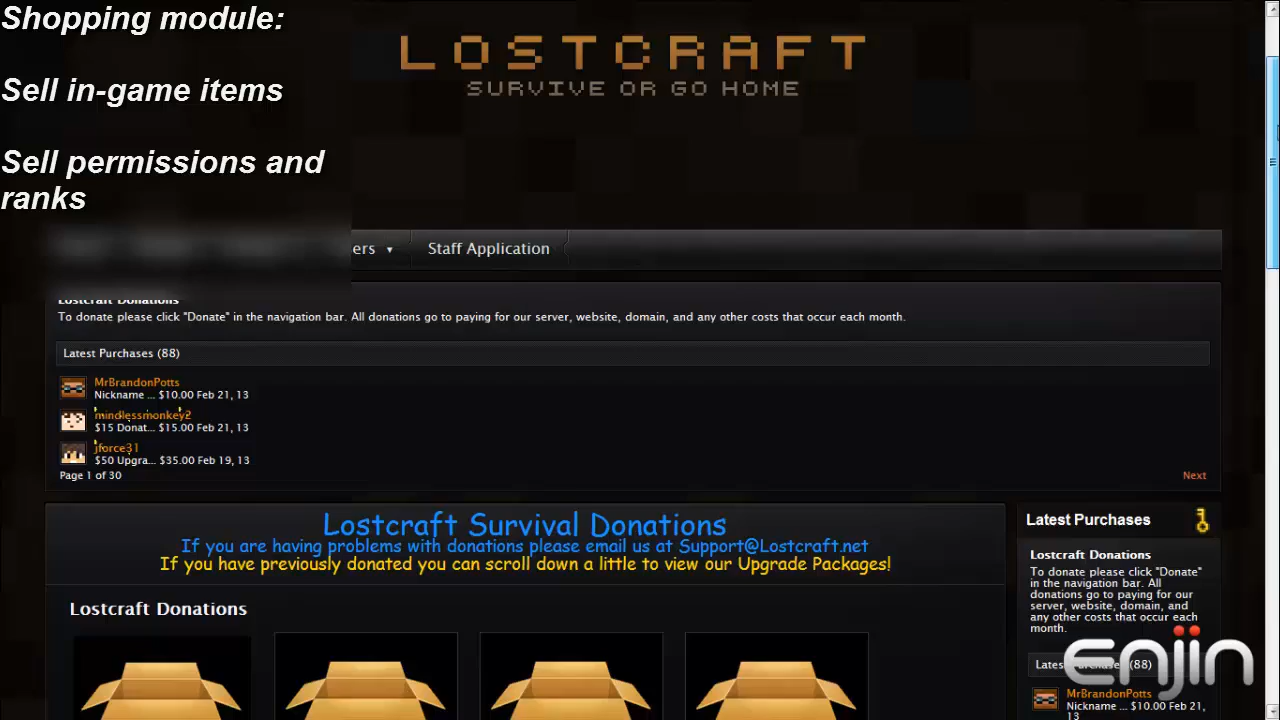 Shopping module:
Sell in-game items
Sell permissions and
ranks
LOSTCRAFT
SURVIVE OR GO HOME
ers ▼
Staff Application
Lostcraft Donations
To donate please click "Donate" in the navigation bar. All donations go to paying for our server, website, domain, and any other costs that occur each month.
Latest Purchases (88)
MrBrandonPotts
Nickname ... $10.00 Feb 21, 13
mindlessmonkey2
$15 Donat... $15.00 Feb 21, 13
jforce31
$50 Upgra... $35.00 Feb 19, 13
Page 1 of 30
Next
Lostcraft Survival Donations
If you are having problems with donations please email us at Support@Lostcraft.net
If you have previously donated you can scroll down a little to view our Upgrade Packages!
Lostcraft Donations
Latest Purchases
Lostcraft Donations
To donate please click "Donate"
in the navigation bar. All
donations go to paying for our
server, website, domain, and
any other costs that occur each
month.
Latest Purchases (88)
MrBrandonPotts
Nickname ... $10.00 Feb 21,
13
enjin